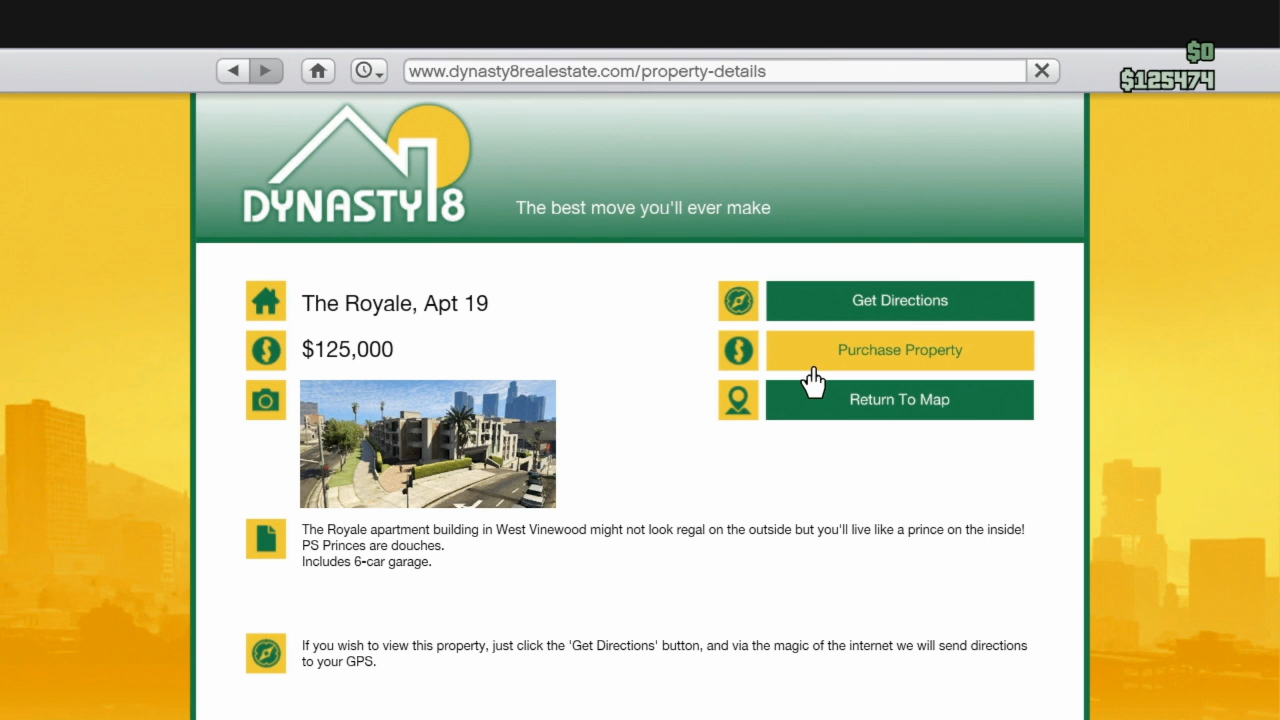 $0
www.dynasty8realestate.com/property-details
$125474
DYNASTY8
The best move you'll ever make
The Royale, Apt 19
Get Directions
$125,000
Purchase Property
Return To Map
The Royale apartment building in West Vinewood might not look regal on the outside but you'll live like a prince on the inside!
PS Princes are douches.
Includes 6-car garage.
If you wish to view this property, just click the 'Get Directions' button, and via the magic of the internet we will send directions
to your GPS.